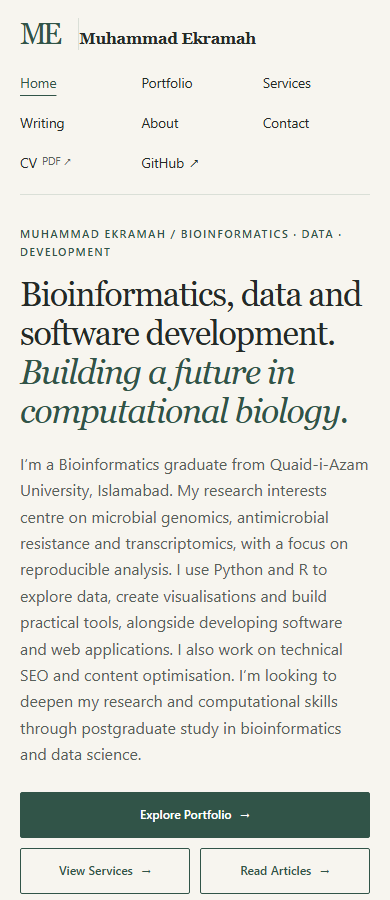 ME Muhammad Ekramah
Home Portfolio Services
Writing About Contact
CV PDF ↗ GitHub ↗
MUHAMMAD EKRAMAH / BIOINFORMATICS · DATA ·
DEVELOPMENT
Bioinformatics, data and
software development.
Building a future in
computational biology.
I’m a Bioinformatics graduate from Quaid-i-Azam
University, Islamabad. My research interests
centre on microbial genomics, antimicrobial
resistance and transcriptomics, with a focus on
reproducible analysis. I use Python and R to
explore data, create visualisations and build
practical tools, alongside developing software
and web applications. I also work on technical
SEO and content optimisation. I’m looking to
deepen my research and computational skills
through postgraduate study in bioinformatics
and data science.
Explore Portfolio →
View Services → Read Articles →